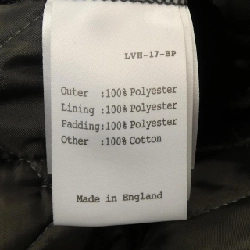 LVH-17-BP
Outer :100% Polyester
Lining :100% Polyester
Padding:100% Polyester
Other :100% Cotton
Made in England